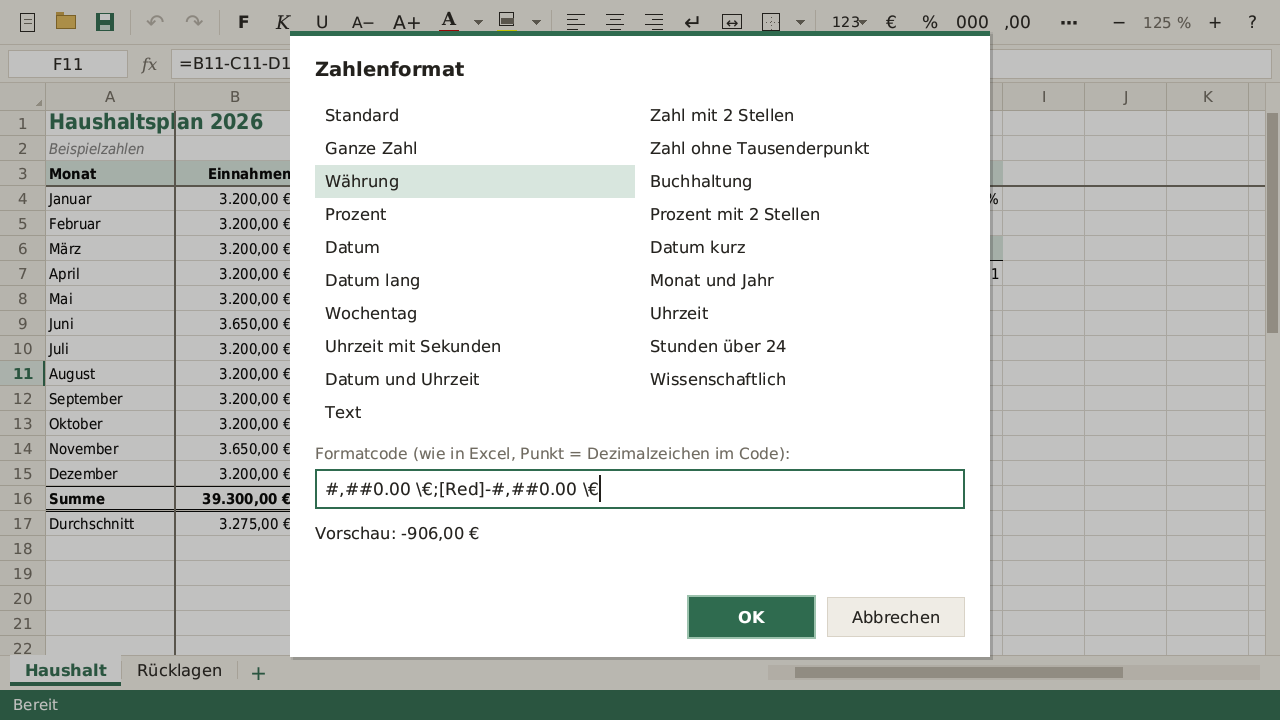 F K U A− A+ A 123 € % 000 ,00 ⋯ − 125 % + ?
F11 fx =B11-C11-D1
A B I J K
1 Haushaltsplan 2026
2 Beispielzahlen
3 Monat Einnahmen
4 Januar 3.200,00 € %
5 Februar 3.200,00 €
6 März 3.200,00 €
7 April 3.200,00 € 1
8 Mai 3.200,00 €
9 Juni 3.650,00 €
10 Juli 3.200,00 €
11 August 3.200,00 €
12 September 3.200,00 €
13 Oktober 3.200,00 €
14 November 3.650,00 €
15 Dezember 3.200,00 €
16 Summe 39.300,00 €
17 Durchschnitt 3.275,00 €
18
19
20
21
22
Zahlenformat
Standard Zahl mit 2 Stellen
Ganze Zahl Zahl ohne Tausenderpunkt
Währung Buchhaltung
Prozent Prozent mit 2 Stellen
Datum Datum kurz
Datum lang Monat und Jahr
Wochentag Uhrzeit
Uhrzeit mit Sekunden Stunden über 24
Datum und Uhrzeit Wissenschaftlich
Text
Formatcode (wie in Excel, Punkt = Dezimalzeichen im Code):
#,##0.00 \€;[Red]-#,##0.00 \€
Vorschau: -906,00 €
OK Abbrechen
Haushalt Rücklagen +
Bereit